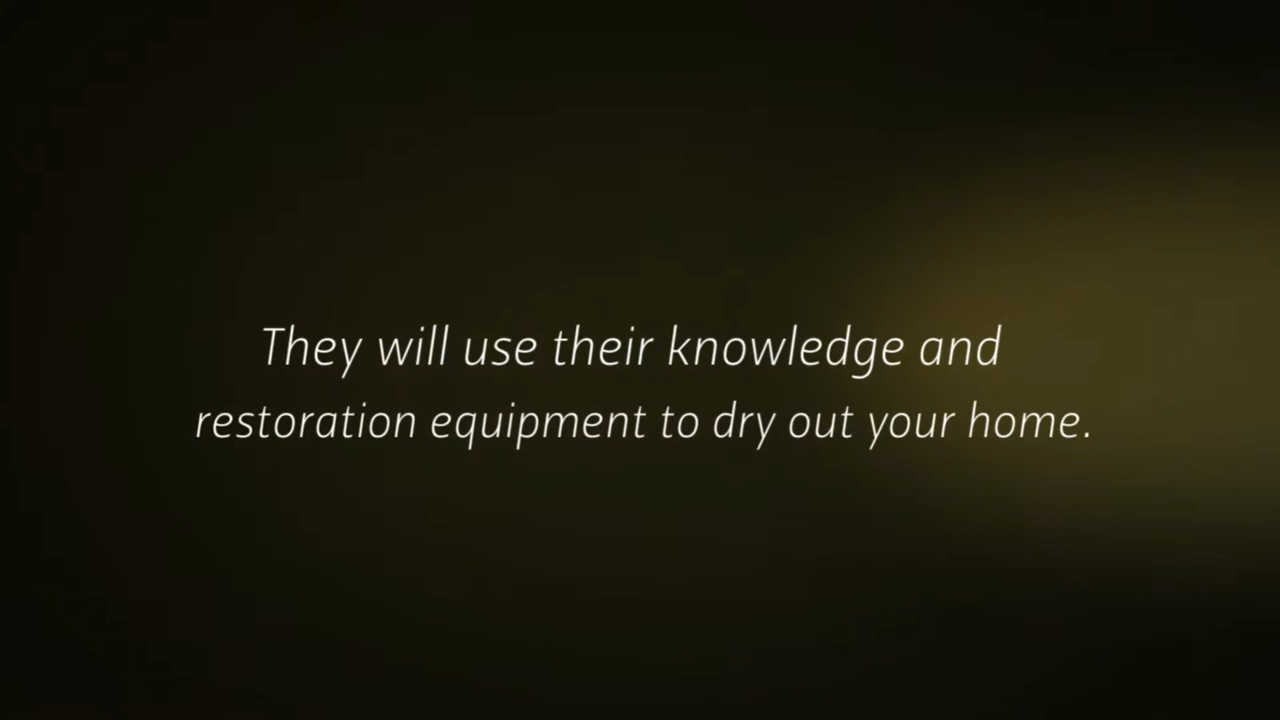 They will use their knowledge and
restoration equipment to dry out your home.